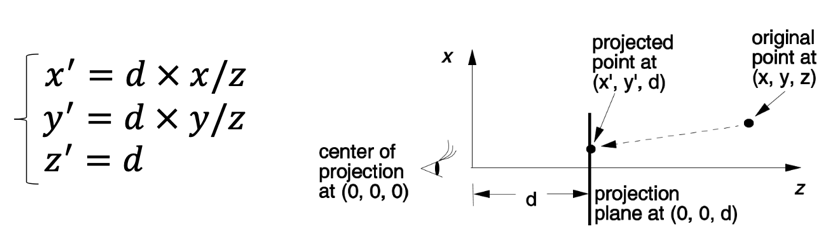 x′ = d × x/z
y′ = d × y/z
z′ = d
x
projected
point at
(x', y', d)
original
point at
(x, y, z)
center of
projection
at (0, 0, 0)
d
projection
plane at (0, 0, d)
z